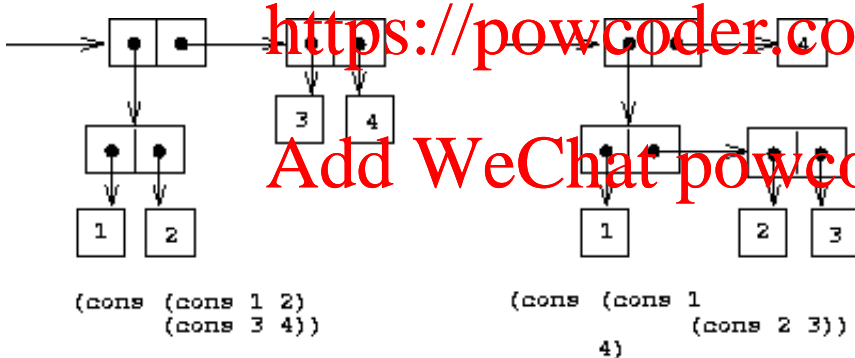 https://powcoder.co
4
3
4
Add WeChat powco
1
2
1
2
3
(cons (cons 1 2)
(cons 3 4))
(cons (cons 1
(cons 2 3))
4)